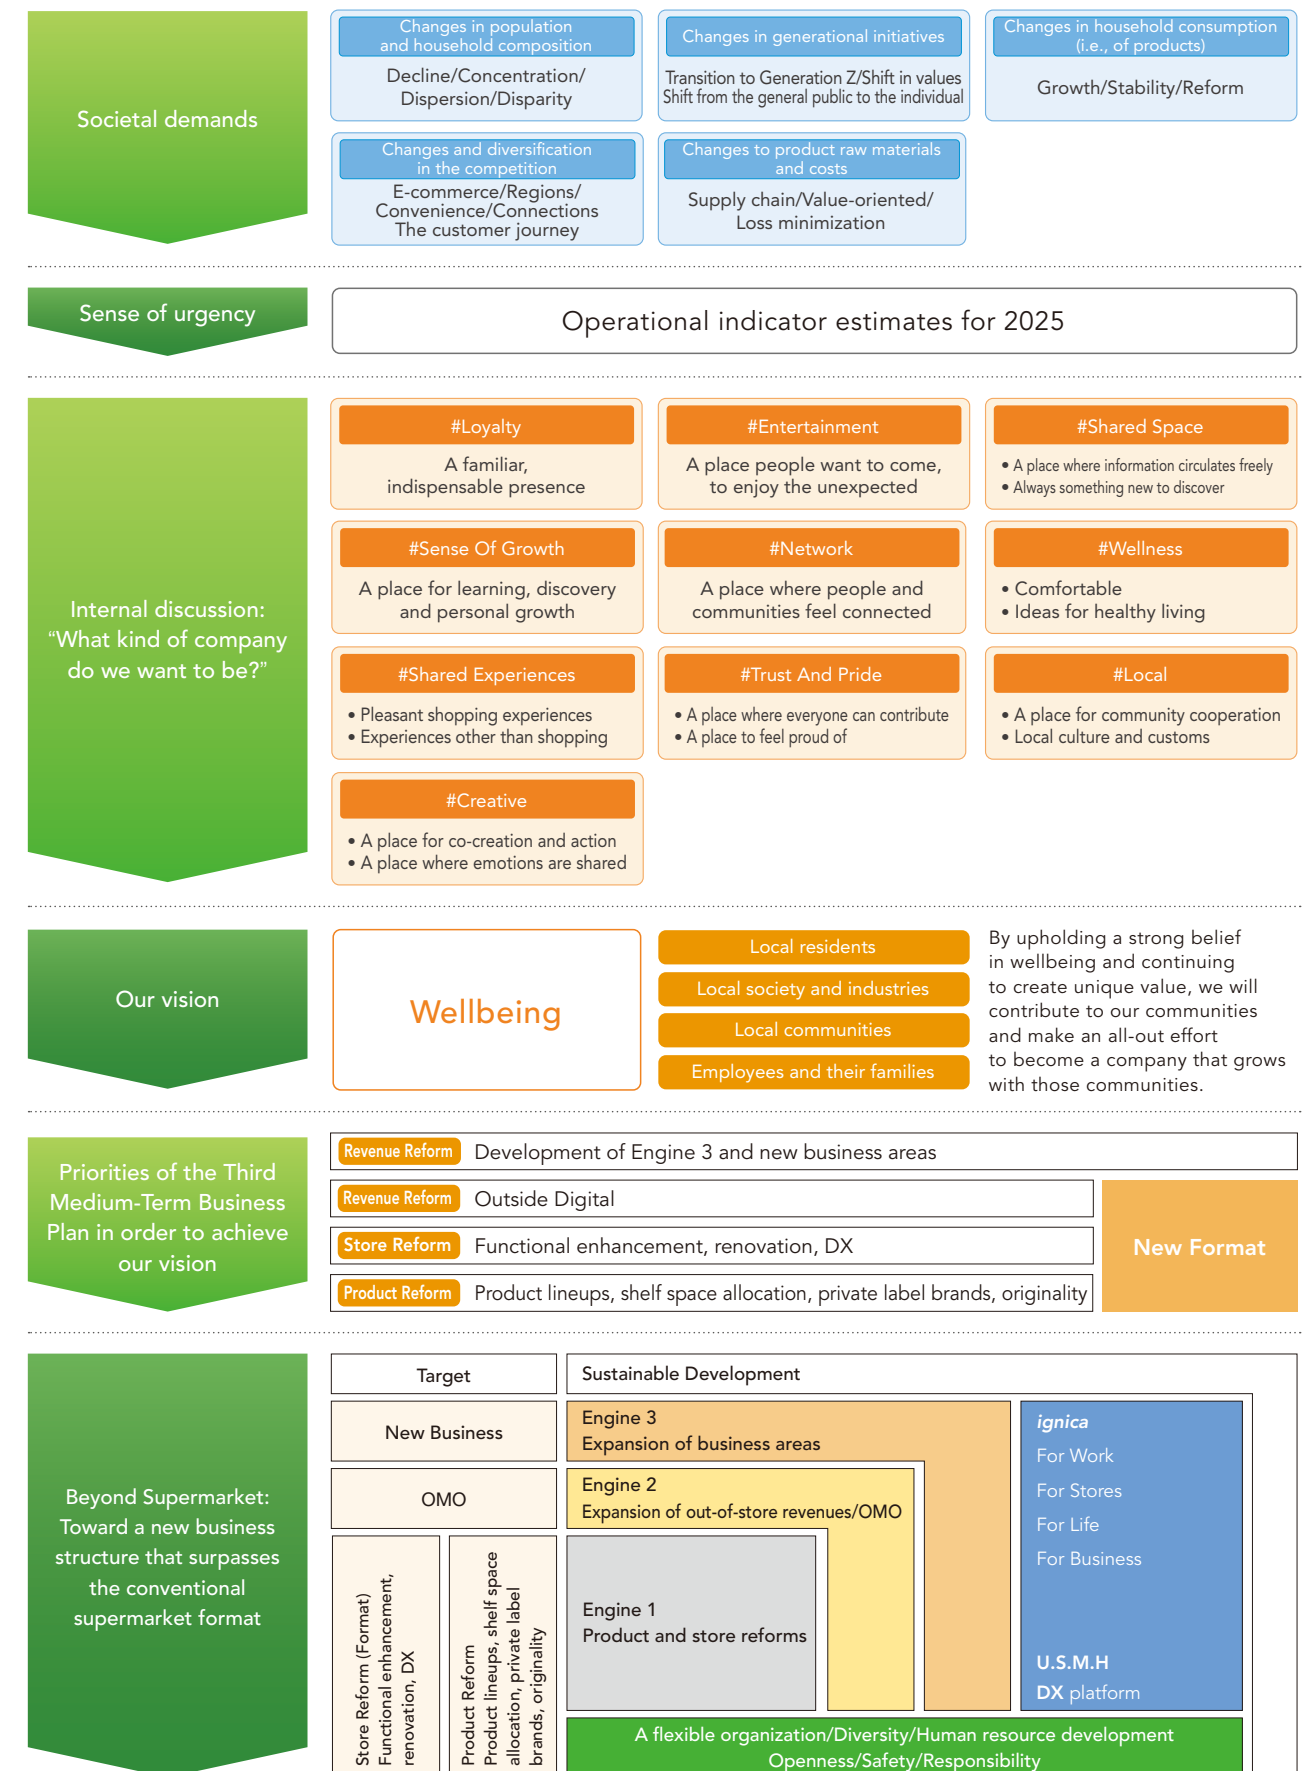 Societal demands
Changes in population
and household composition
Decline/Concentration/
Dispersion/Disparity
Changes in generational initiatives
Transition to Generation Z/Shift in values
Shift from the general public to the individual
Changes in household consumption
(i.e., of products)
Growth/Stability/Reform
Changes and diversification
in the competition
E-commerce/Regions/
Convenience/Connections
The customer journey
Changes to product raw materials
and costs
Supply chain/Value-oriented/
Loss minimization
Sense of urgency
Operational indicator estimates for 2025
Internal discussion:
“What kind of company
do we want to be?”
#Loyalty
A familiar,
indispensable presence
#Entertainment
A place people want to come,
to enjoy the unexpected
#Shared Space
• A place where information circulates freely
• Always something new to discover
#Sense Of Growth
A place for learning, discovery
and personal growth
#Network
A place where people and
communities feel connected
#Wellness
• Comfortable
• Ideas for healthy living
#Shared Experiences
• Pleasant shopping experiences
• Experiences other than shopping
#Trust And Pride
• A place where everyone can contribute
• A place to feel proud of
#Local
• A place for community cooperation
• Local culture and customs
#Creative
• A place for co-creation and action
• A place where emotions are shared
Our vision
Wellbeing
Local residents
Local society and industries
Local communities
Employees and their families
By upholding a strong belief
in wellbeing and continuing
to create unique value, we will
contribute to our communities
and make an all-out effort
to become a company that grows
with those communities.
Priorities of the Third
Medium-Term Business
Plan in order to achieve
our vision
Revenue Reform Development of Engine 3 and new business areas
Revenue Reform Outside Digital
Store Reform Functional enhancement, renovation, DX
Product Reform Product lineups, shelf space allocation, private label brands, originality
New Format
Beyond Supermarket:
Toward a new business
structure that surpasses
the conventional
supermarket format
Target
Sustainable Development
New Business
Engine 3
Expansion of business areas
OMO
Engine 2
Expansion of out-of-store revenues/OMO
Store Reform (Format)
Functional enhancement,
renovation, DX
Product Reform
Product lineups, shelf space
allocation, private label
brands, originality
Engine 1
Product and store reforms
ignica
For Work
For Stores
For Life
For Business
U.S.M.H
DX platform
A flexible organization/Diversity/Human resource development
Openness/Safety/Responsibility